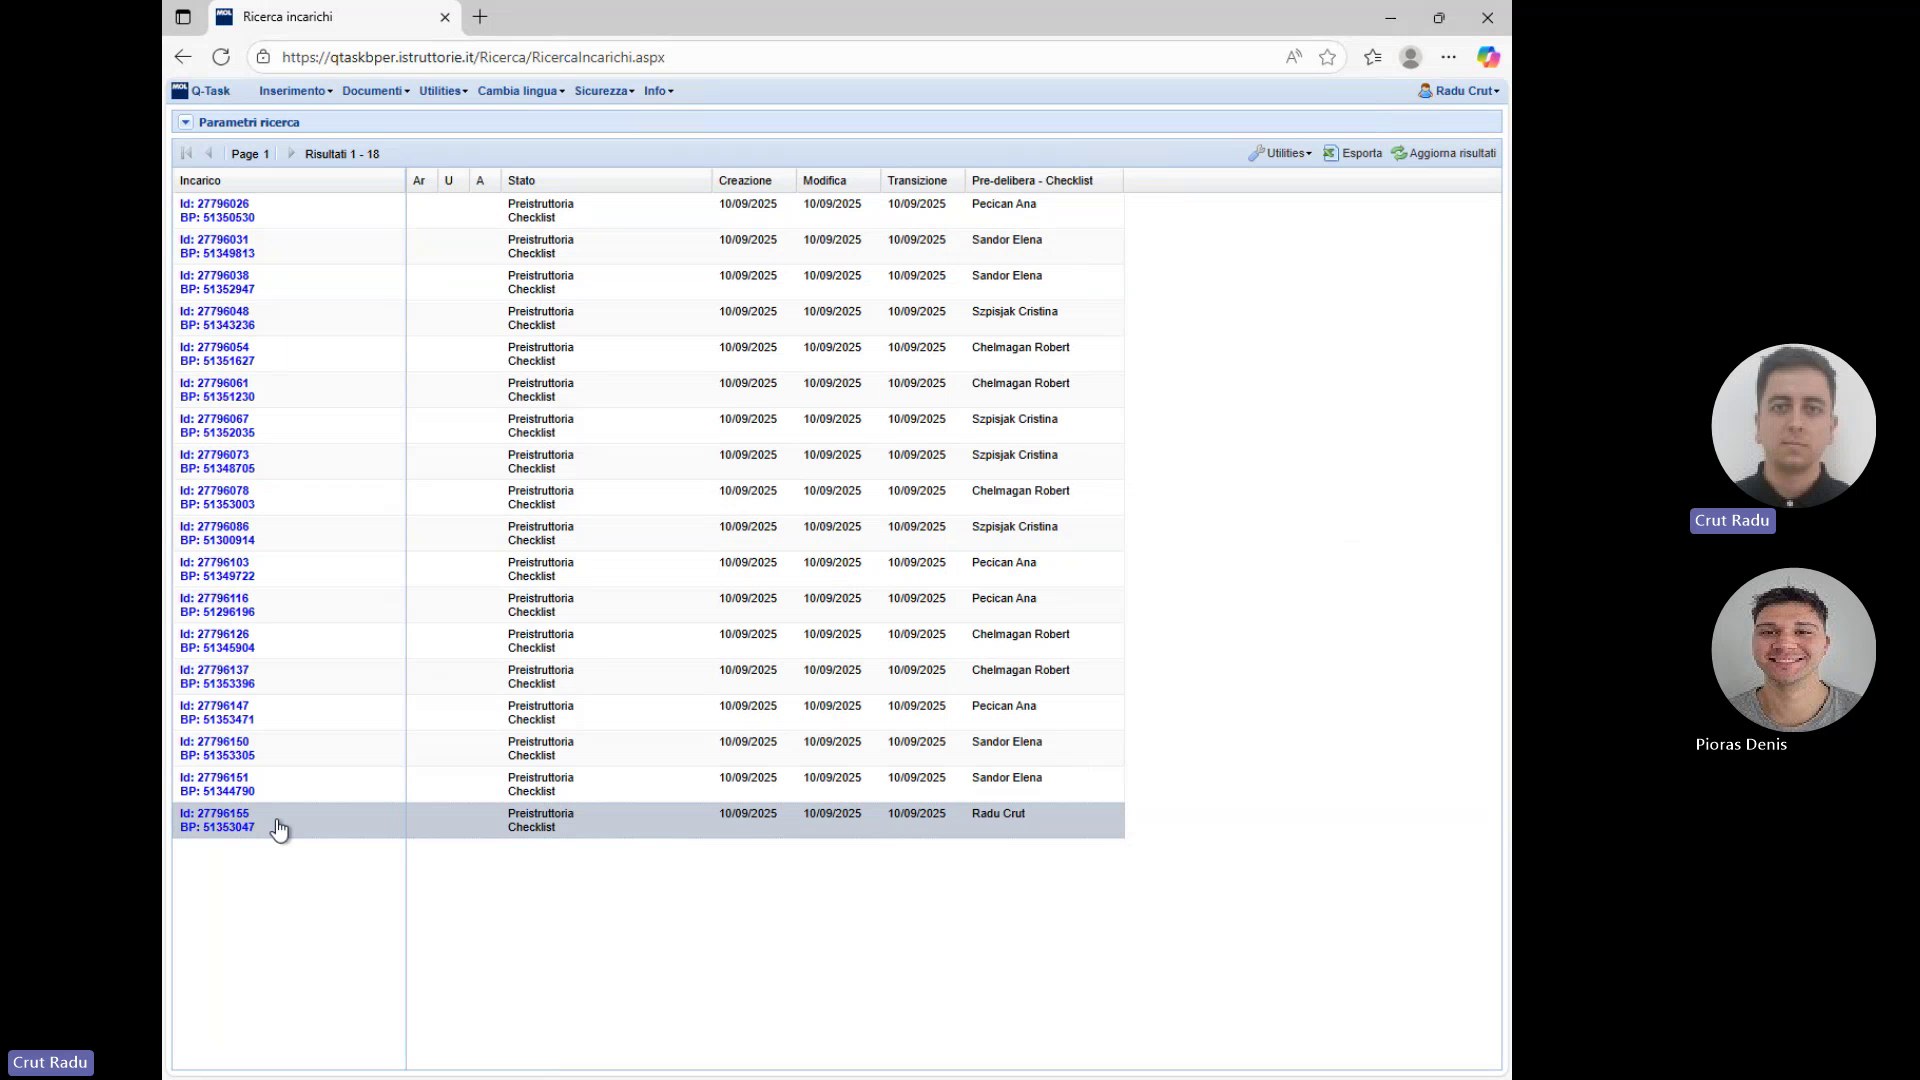 Ricerca incarichi
https://qtaskbper.istruttorie.it/Ricerca/RicercaIncarichi.aspx
MOL Q-Task Inserimento Documenti Utilities Cambia lingua Sicurezza Info Radu Crut
Parametri ricerca
Page 1 Risultati 1 - 18 Utilities Esporta Aggiorna risultati
Incarico Ar U A Stato Creazione Modifica Transizione Pre-delibera - Checklist
Id: 27796026 Preistruttoria 10/09/2025 10/09/2025 10/09/2025 Pecican Ana
BP: 51350530 Checklist
Id: 27796031 Preistruttoria 10/09/2025 10/09/2025 10/09/2025 Sandor Elena
BP: 51349813 Checklist
Id: 27796038 Preistruttoria 10/09/2025 10/09/2025 10/09/2025 Sandor Elena
BP: 51352947 Checklist
Id: 27796048 Preistruttoria 10/09/2025 10/09/2025 10/09/2025 Szpisjak Cristina
BP: 51343236 Checklist
Id: 27796054 Preistruttoria 10/09/2025 10/09/2025 10/09/2025 Chelmagan Robert
BP: 51351627 Checklist
Id: 27796061 Preistruttoria 10/09/2025 10/09/2025 10/09/2025 Chelmagan Robert
BP: 51351230 Checklist
Id: 27796067 Preistruttoria 10/09/2025 10/09/2025 10/09/2025 Szpisjak Cristina
BP: 51352035 Checklist
Id: 27796073 Preistruttoria 10/09/2025 10/09/2025 10/09/2025 Szpisjak Cristina
BP: 51348705 Checklist
Id: 27796078 Preistruttoria 10/09/2025 10/09/2025 10/09/2025 Chelmagan Robert
BP: 51353003 Checklist
Id: 27796086 Preistruttoria 10/09/2025 10/09/2025 10/09/2025 Szpisjak Cristina
BP: 51300914 Checklist
Id: 27796103 Preistruttoria 10/09/2025 10/09/2025 10/09/2025 Pecican Ana
BP: 51349722 Checklist
Id: 27796116 Preistruttoria 10/09/2025 10/09/2025 10/09/2025 Pecican Ana
BP: 51296196 Checklist
Id: 27796126 Preistruttoria 10/09/2025 10/09/2025 10/09/2025 Chelmagan Robert
BP: 51345904 Checklist
Id: 27796137 Preistruttoria 10/09/2025 10/09/2025 10/09/2025 Chelmagan Robert
BP: 51353396 Checklist
Id: 27796147 Preistruttoria 10/09/2025 10/09/2025 10/09/2025 Pecican Ana
BP: 51353471 Checklist
Id: 27796150 Preistruttoria 10/09/2025 10/09/2025 10/09/2025 Sandor Elena
BP: 51353305 Checklist
Id: 27796151 Preistruttoria 10/09/2025 10/09/2025 10/09/2025 Sandor Elena
BP: 51344790 Checklist
Id: 27796155 Preistruttoria 10/09/2025 10/09/2025 10/09/2025 Radu Crut
BP: 51353047 Checklist
Crut Radu
Pioras Denis
Crut Radu